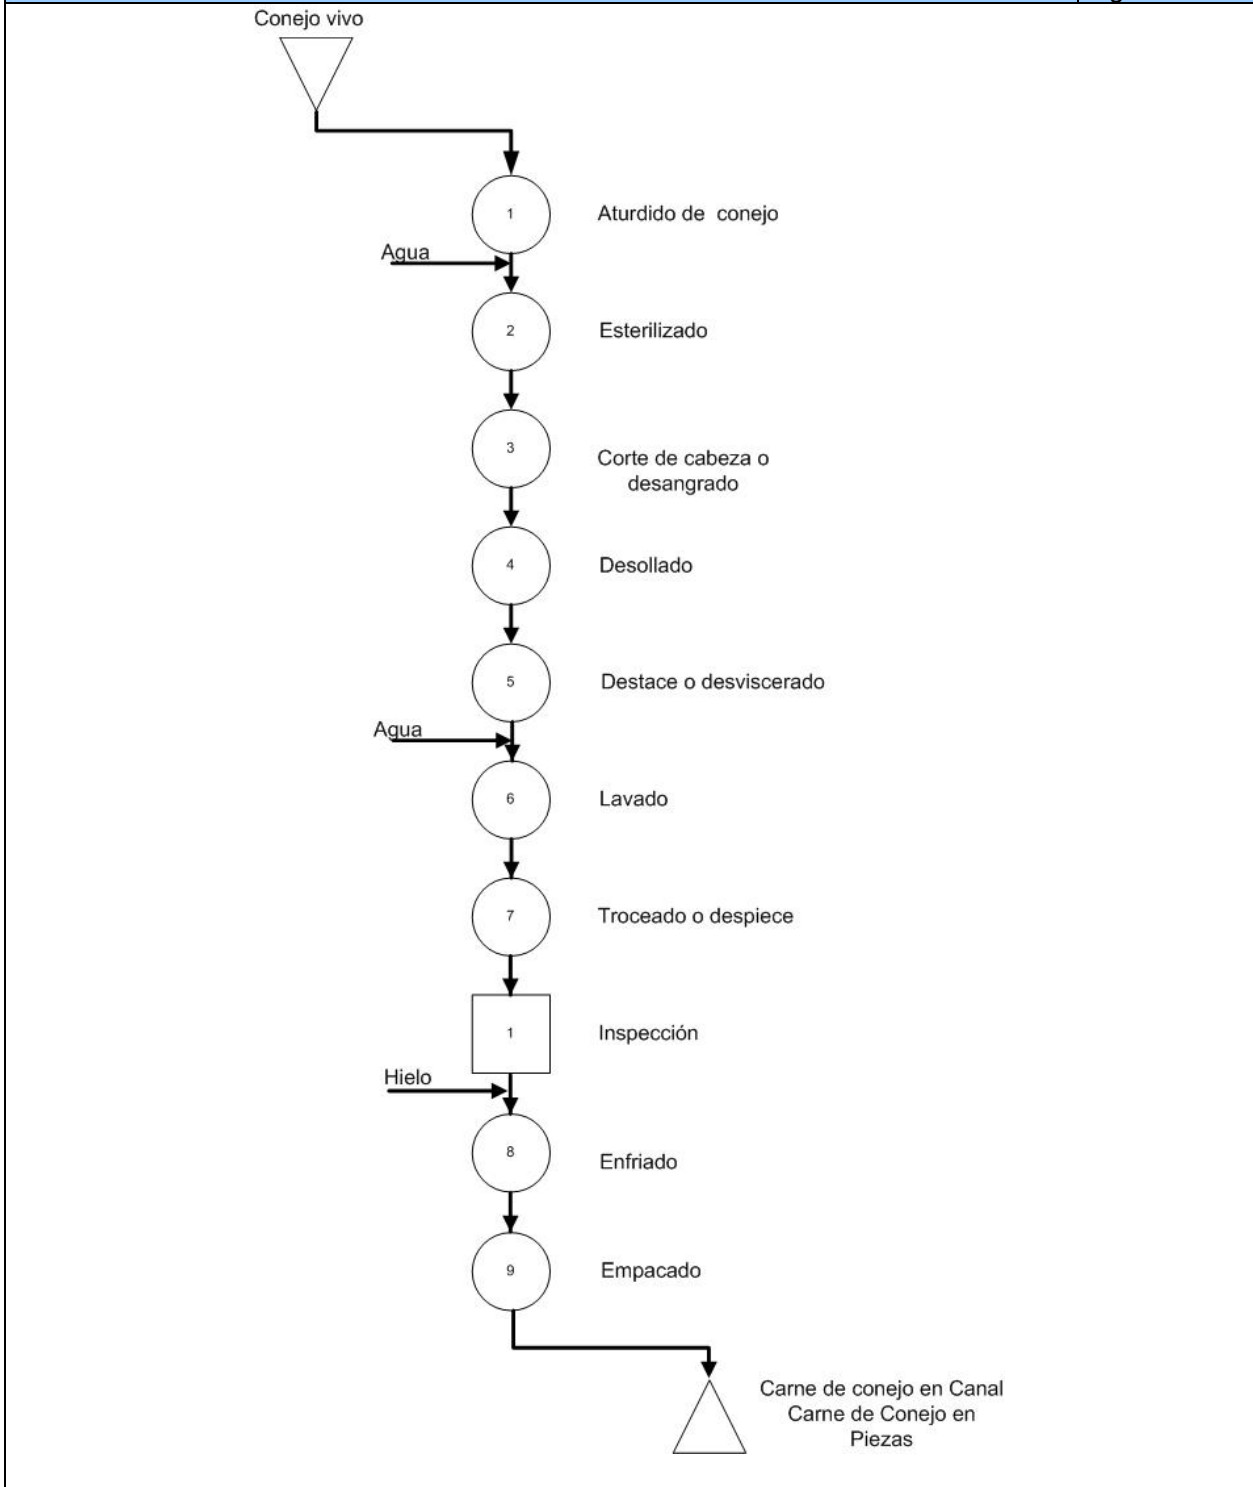 Conejo vivo
1
Aturdido de conejo
Agua
2
Esterilizado
3
Corte de cabeza o
desangrado
4
Desollado
5
Destace o desviscerado
Agua
6
Lavado
7
Troceado o despiece
1
Inspección
Hielo
8
Enfriado
9
Empacado
Carne de conejo en Canal
Carne de Conejo en
Piezas